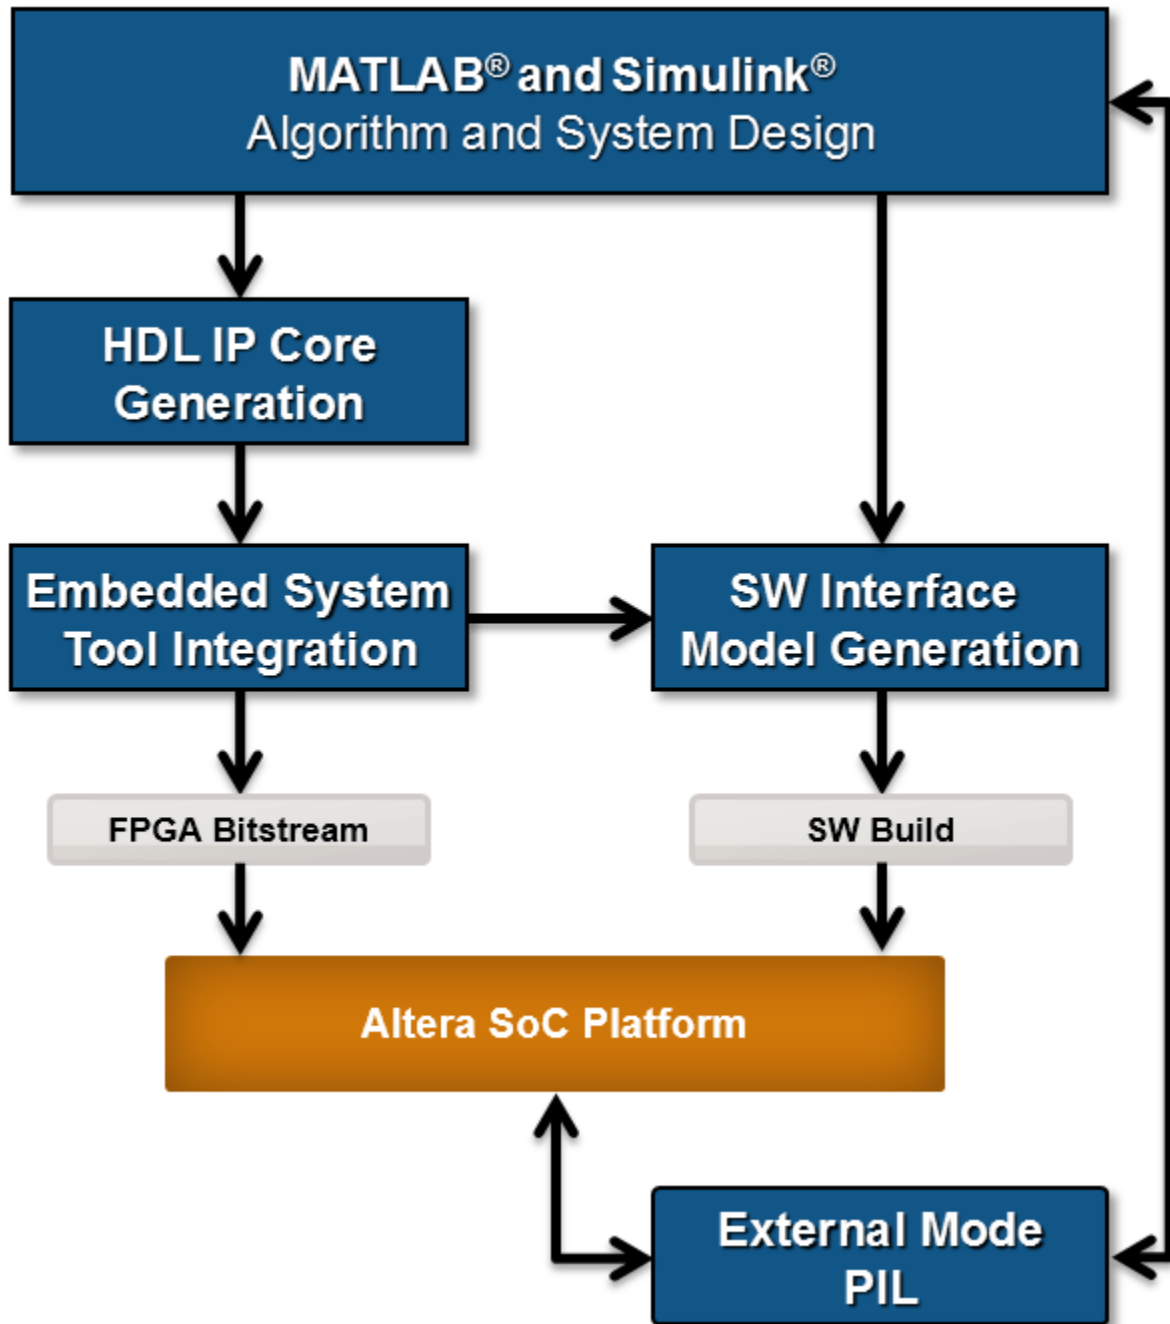 MATLAB® and Simulink®
Algorithm and System Design
HDL IP Core
Generation
Embedded System
Tool Integration
SW Interface
Model Generation
FPGA Bitstream
SW Build
Altera SoC Platform
External Mode
PIL